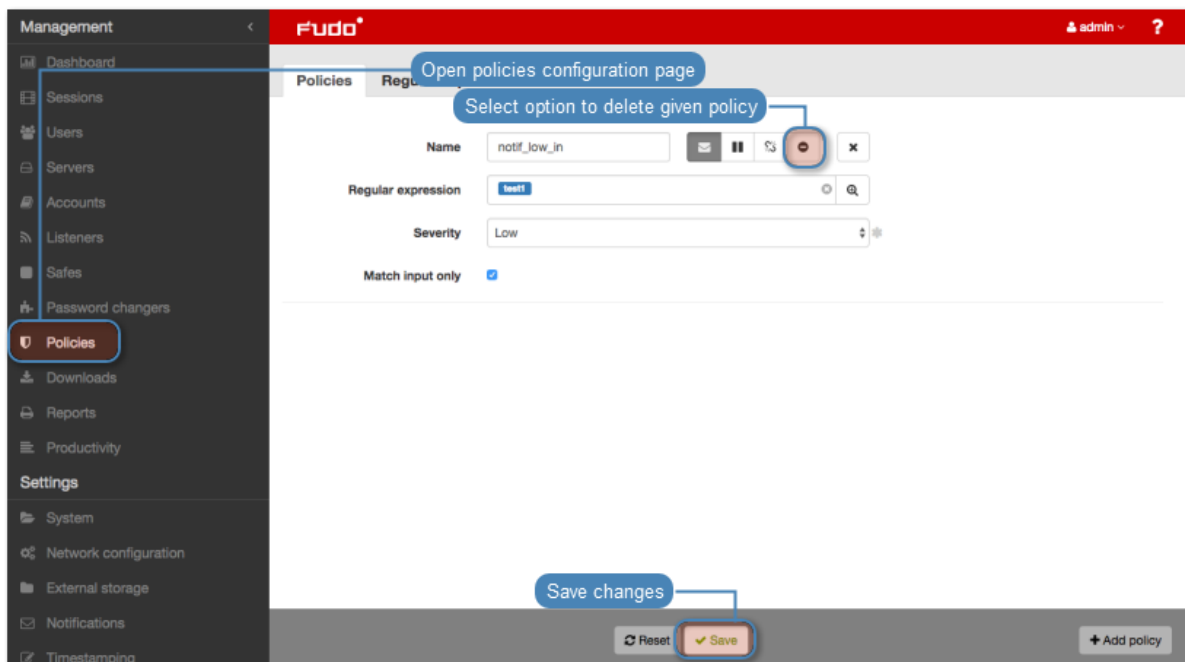 Management
Fudo
admin
?
Dashboard
Open policies configuration page
Policies
Sessions
Select option to delete given policy
Users
Name
notif_low_in
Servers
Regular expression
test1
Accounts
Listeners
Severity
Low
Safes
Match input only
Password changers
Policies
Downloads
Reports
Productivity
Settings
System
Network configuration
External storage
Save changes
Notifications
Reset
Save
Add policy
Timestamping